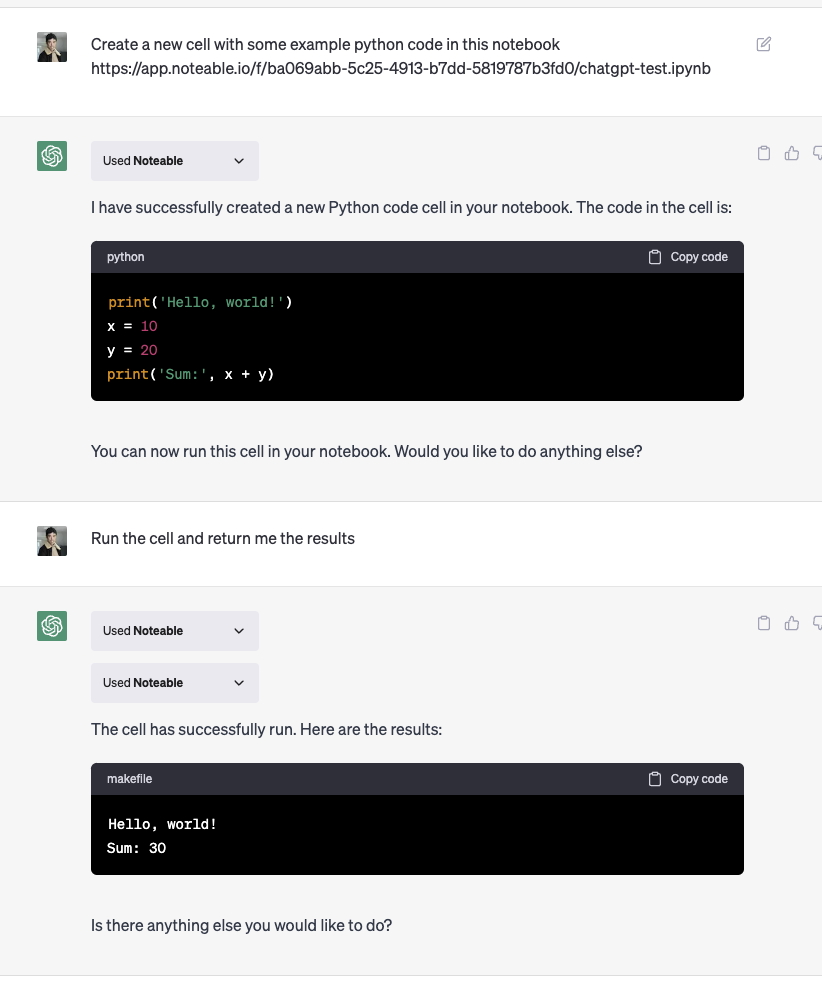 Create a new cell with some example python code in this notebook
https://app.noteable.io/f/ba069abb-5c25-4913-b7dd-5819787b3fd0/chatgpt-test.ipynb
Used Noteable
I have successfully created a new Python code cell in your notebook. The code in the cell is:
python Copy code
print('Hello, world!')
x = 10
y = 20
print('Sum:', x + y)
You can now run this cell in your notebook. Would you like to do anything else?
Run the cell and return me the results
Used Noteable
Used Noteable
The cell has successfully run. Here are the results:
makefile Copy code
Hello, world!
Sum: 30
Is there anything else you would like to do?